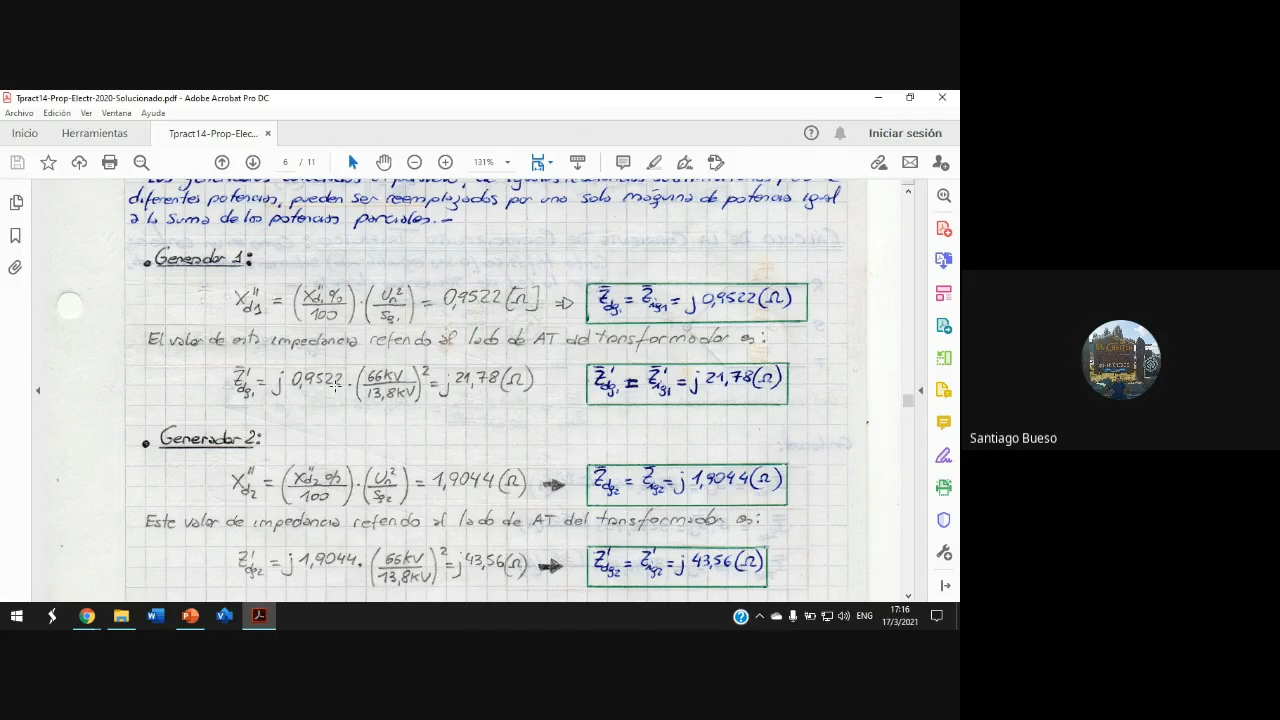 Tpract14-Prop-Electr-2020-Solucionado.pdf - Adobe Acrobat Pro DC
Archivo Edición Ver Ventana Ayuda
Inicio Herramientas Tpract14-Prop-Elec... × Iniciar sesión
6 / 11 131%
diferentes potencias, pueden ser reemplazados por una sola máquina de potencia igual
a la suma de las potencias parciales.-
• Generador 1:
X''d1 = (X''d1 % / 100) · (Un² / Sg1) = 0,9522 [Ω] ⇒ Z̄dg1 = Z̄ig1 = j 0,9522 (Ω)
El valor de esta impedancia referido al lado de AT del transformador es:
Z̄'dg1 = j 0,9522 · (66kV / 13,8kV)² = j 21,78 (Ω) Z̄'dg1 = Z̄'ig1 = j 21,78 (Ω)
• Generador 2:
X''d2 = (X''d2 % / 100) · (Un² / Sg2) = 1,9044 (Ω) ➡ Z̄dg2 = Z̄ig2 = j 1,9044 (Ω)
Este valor de impedancia referido al lado de AT del transformador es:
Z̄'dg2 = j 1,9044 · (66kV / 13,8kV)² = j 43,56 (Ω) ➡ Z̄'dg2 = Z̄'ig2 = j 43,56 (Ω)
Santiago Bueso
ENG
17:16
17/3/2021